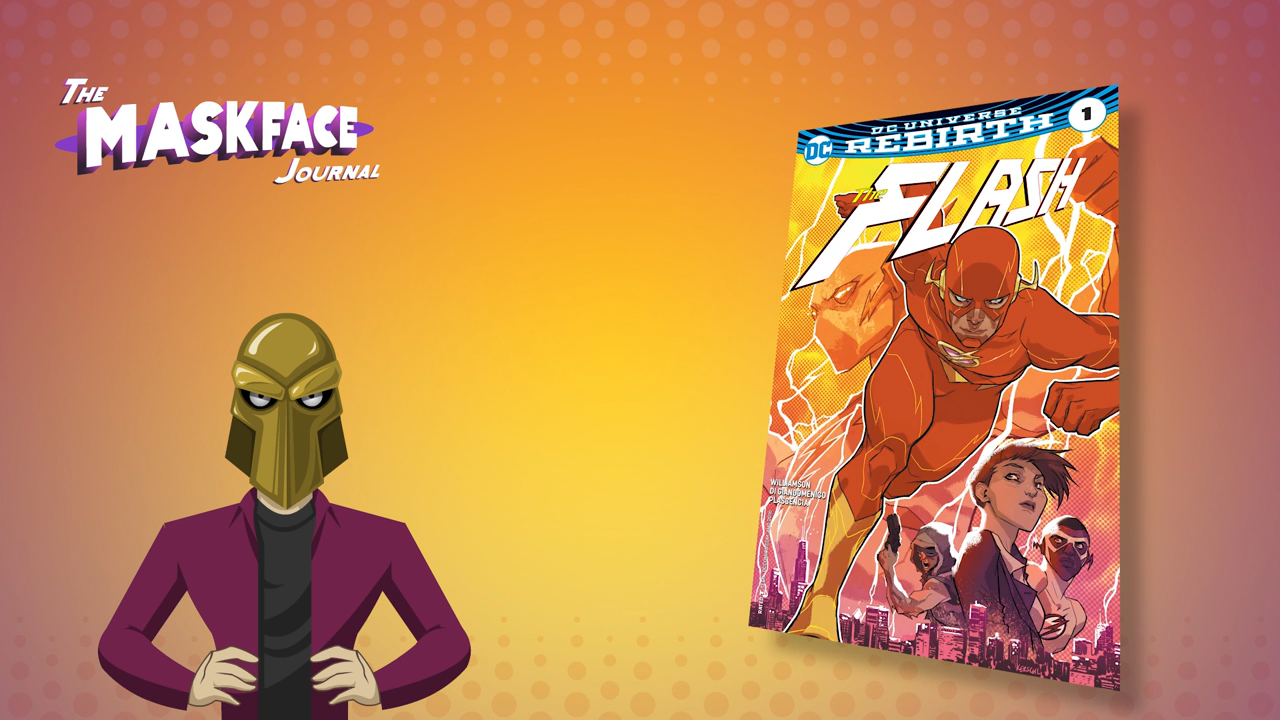 The
MASKFACE
JOURNAL
DC UNIVERSE
REBIRTH
1
DC
The
FLASH
WILLIAMSON
DI GIANDOMENICO
PLASCENCIA